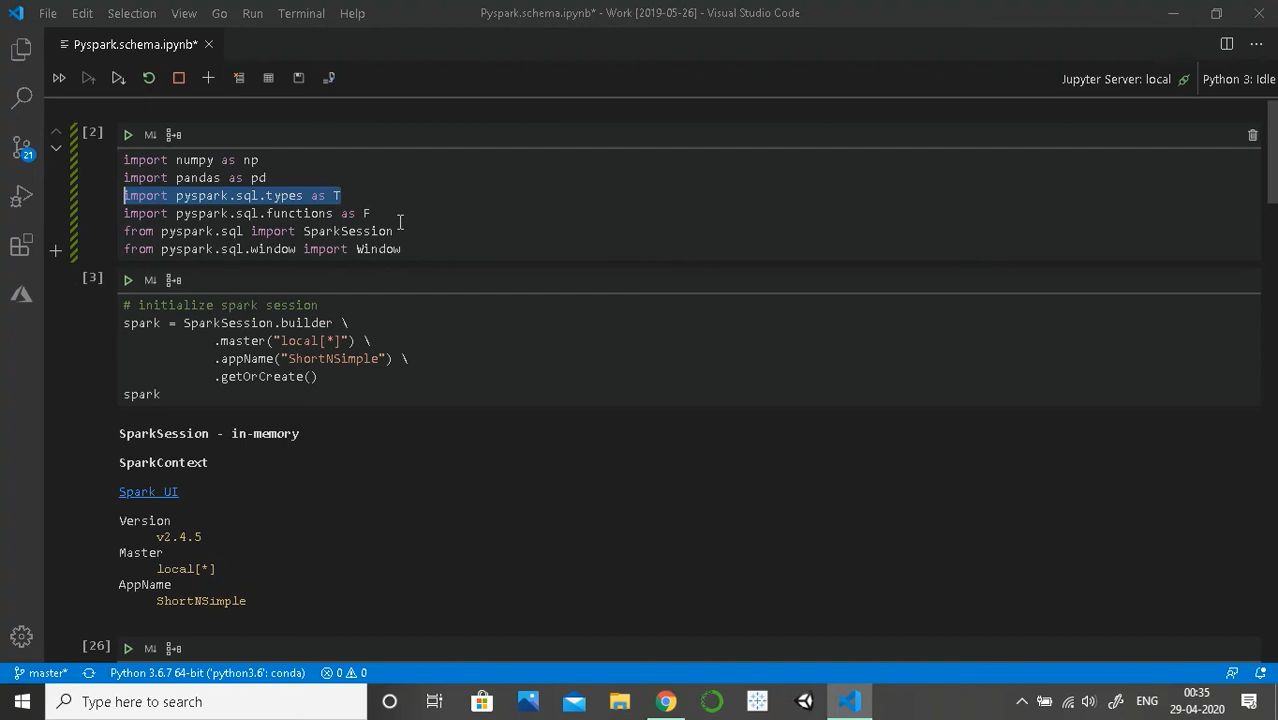 File Edit Selection View Go Run Terminal Help
Pyspark.schema.ipynb* - Work [2019-05-26] - Visual Studio Code
Pyspark.schema.ipynb*
Jupyter Server: local
Python 3: Idle
[2]
M↓
import numpy as np
import pandas as pd
import pyspark.sql.types as T
import pyspark.sql.functions as F
from pyspark.sql import SparkSession
from pyspark.sql.window import Window
21
[3]
M↓
# initialize spark session
spark = SparkSession.builder \
.master("local[*]") \
.appName("ShortNSimple") \
.getOrCreate()
spark
SparkSession - in-memory
SparkContext
Spark UI
Version
v2.4.5
Master
local[*]
AppName
ShortNSimple
[26]
M↓
master*
Python 3.6.7 64-bit ('python3.6': conda)
0
0
Type here to search
ENG
00:35
29-04-2020